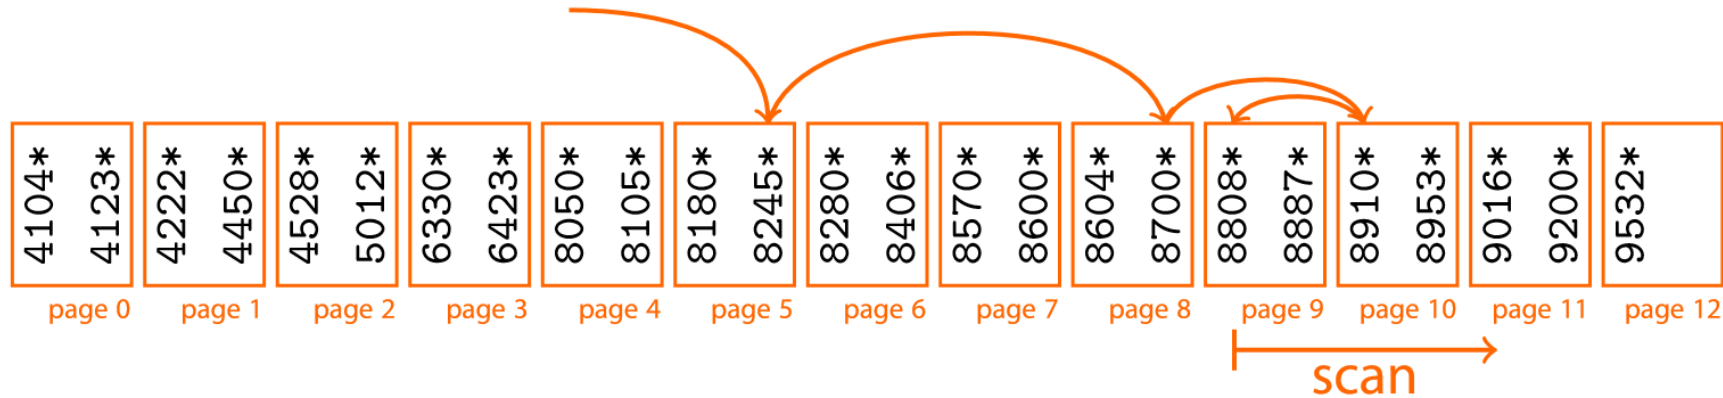 4104* 4123* 4222* 4450* 4528* 5012* 6330* 6423* 8050* 8105* 8180* 8245* 8280* 8406* 8570* 8600* 8604* 8700* 8808* 8887* 8910* 8953* 9016* 9200* 9532*
page 0 page 1 page 2 page 3 page 4 page 5 page 6 page 7 page 8 page 9 page 10 page 11 page 12
scan